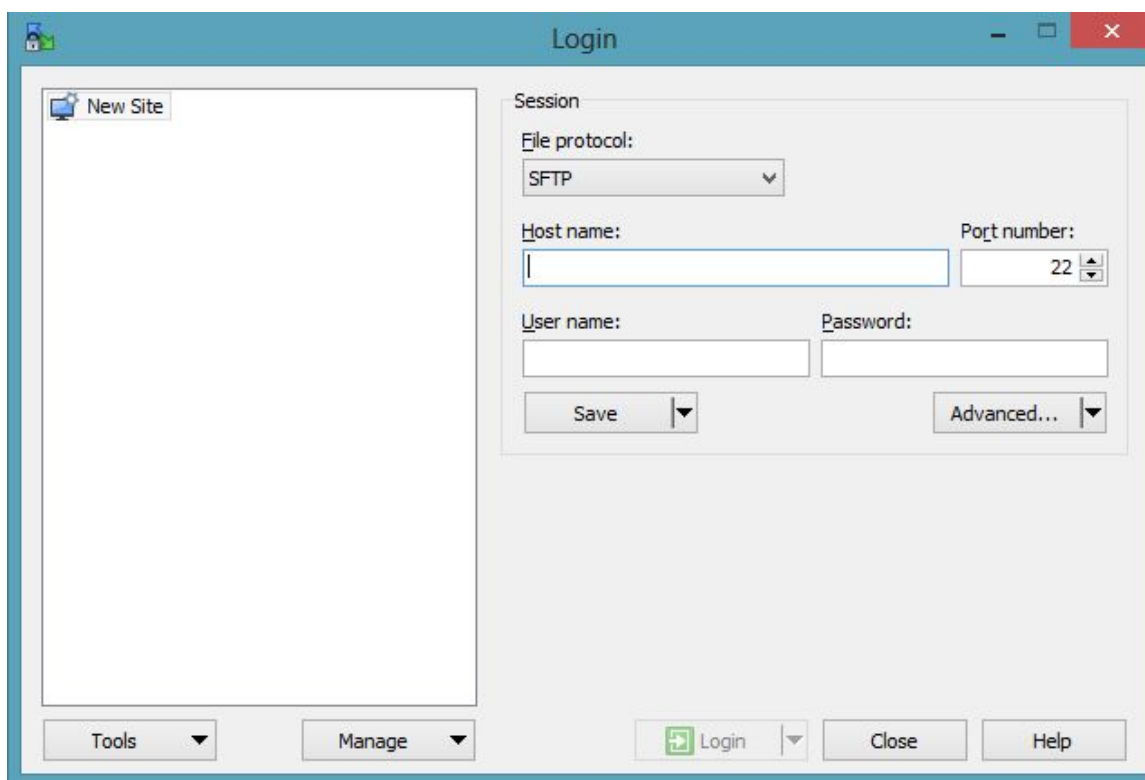 Login
New Site
Session
File protocol:
SFTP
Host name:
Port number:
22
User name:
Password:
Save
Advanced...
Tools
Manage
Login
Close
Help